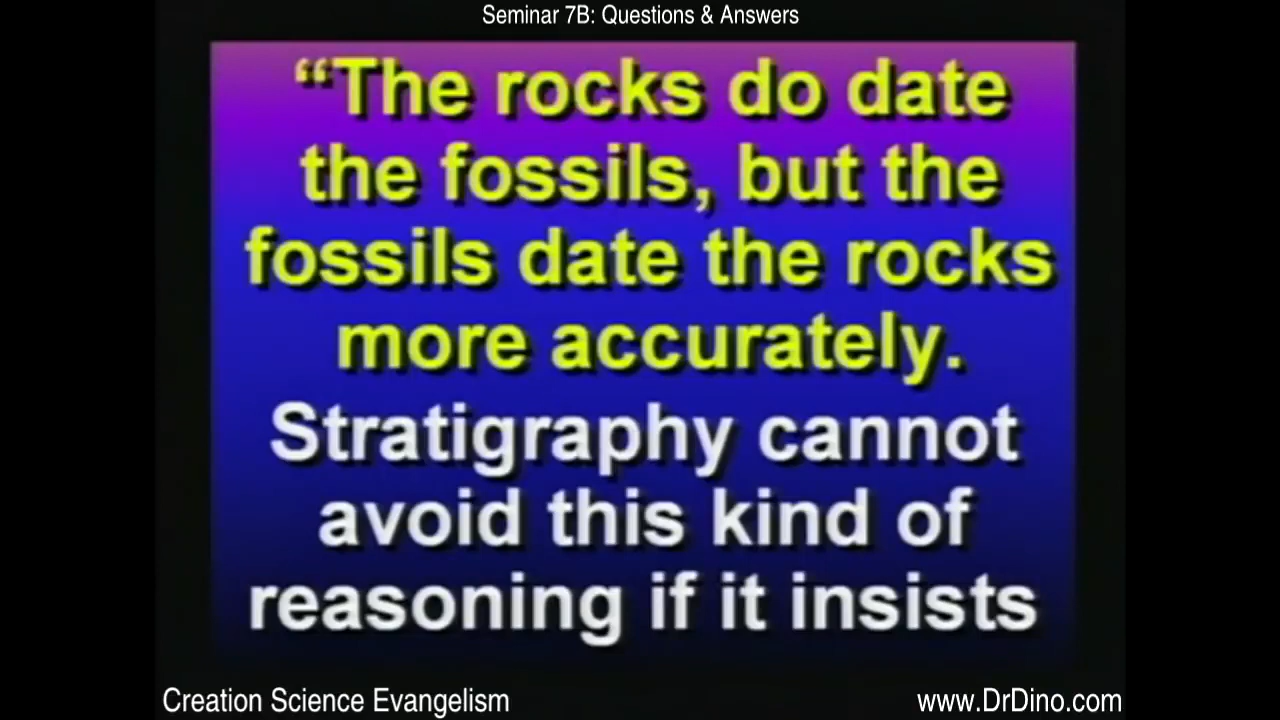 Seminar 7B: Questions & Answers
“The rocks do date
the fossils, but the
fossils date the rocks
more accurately.
Stratigraphy cannot
avoid this kind of
reasoning if it insists
Creation Science Evangelism
www.DrDino.com